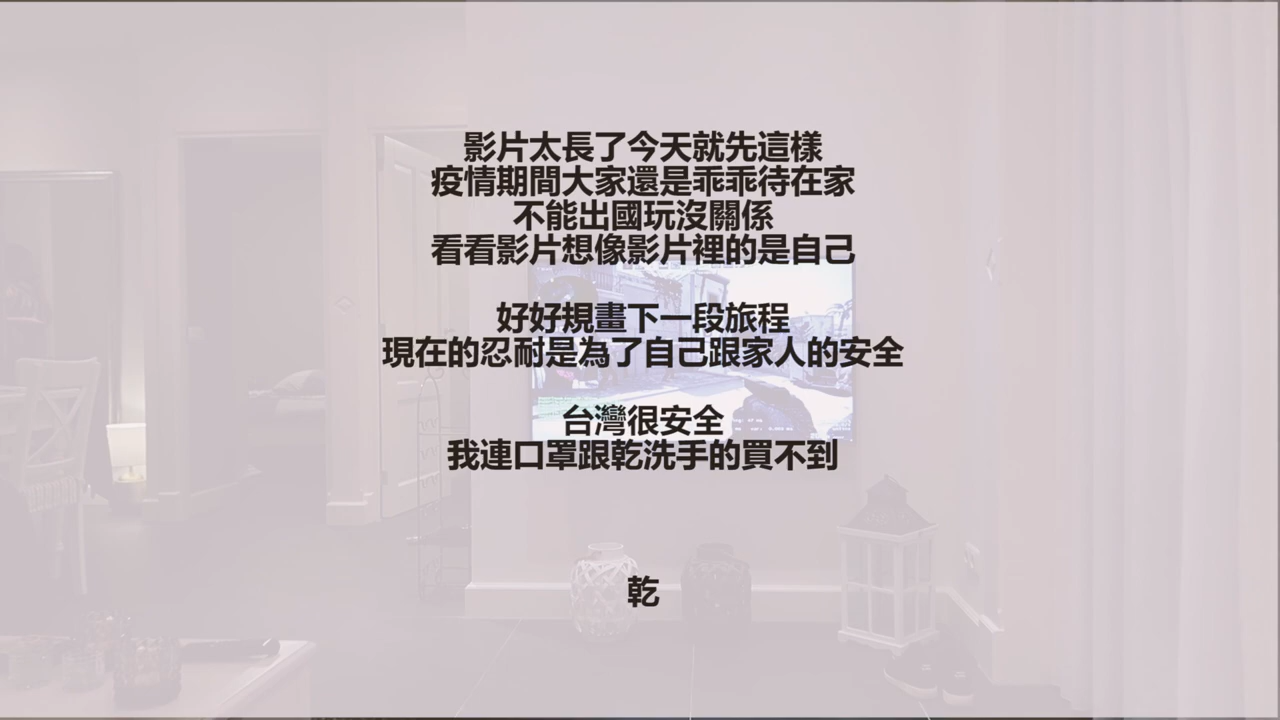 影片太長了今天就先這樣
疫情期間大家還是乖乖待在家
不能出國玩沒關係
看看影片想像影片裡的是自己
好好規畫下一段旅程
現在的忍耐是為了自己跟家人的安全
台灣很安全
我連口罩跟乾洗手的買不到
乾